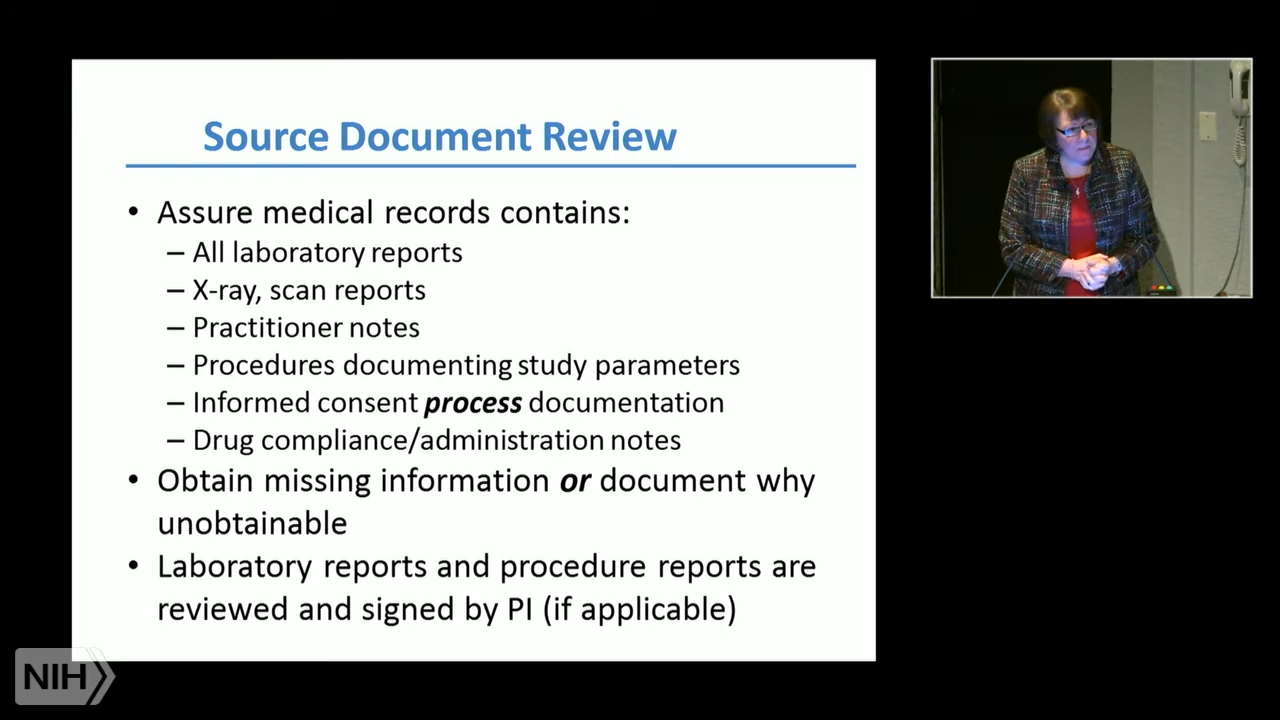 Source Document Review
• Assure medical records contains:
– All laboratory reports
– X-ray, scan reports
– Practitioner notes
– Procedures documenting study parameters
– Informed consent process documentation
– Drug compliance/administration notes
• Obtain missing information or document why
unobtainable
• Laboratory reports and procedure reports are
reviewed and signed by PI (if applicable)
NIH